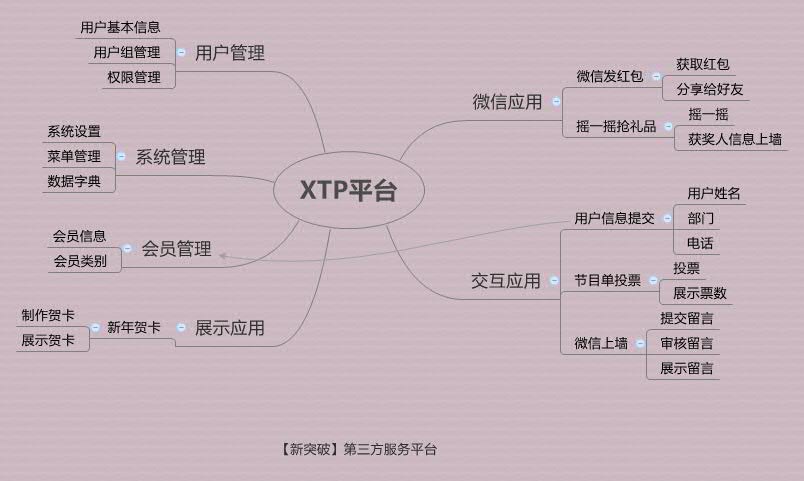 XTP平台
用户管理
用户基本信息
用户组管理
权限管理
系统管理
系统设置
菜单管理
数据字典
会员管理
会员信息
会员类别
展示应用
新年贺卡
制作贺卡
展示贺卡
微信应用
微信发红包
获取红包
分享给好友
摇一摇抢礼品
摇一摇
获奖人信息上墙
交互应用
用户信息提交
用户姓名
部门
电话
节目单投票
投票
展示票数
微信上墙
提交留言
审核留言
展示留言
【新突破】第三方服务平台